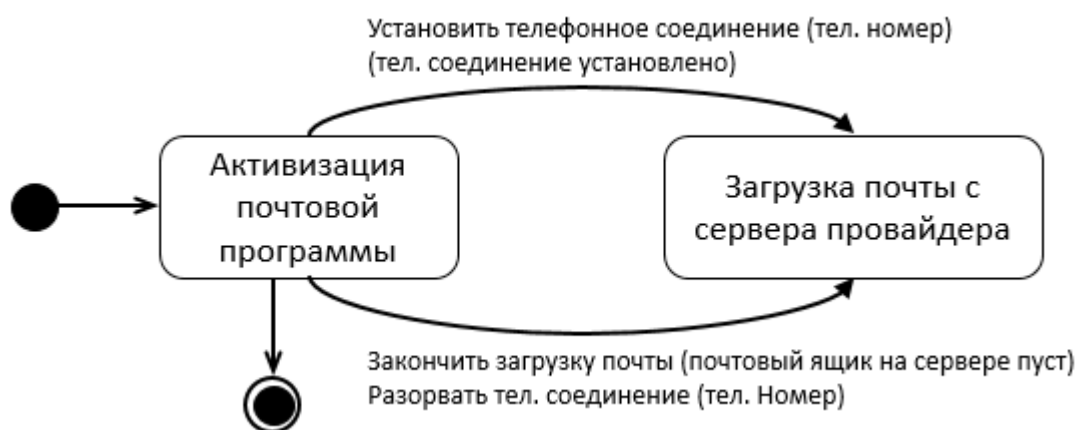 Установить телефонное соединение (тел. номер)
(тел. соединение установлено)
Активизация
почтовой
программы
Загрузка почты с
сервера провайдера
Закончить загрузку почты (почтовый ящик на сервере пуст)
Разорвать тел. соединение (тел. Номер)